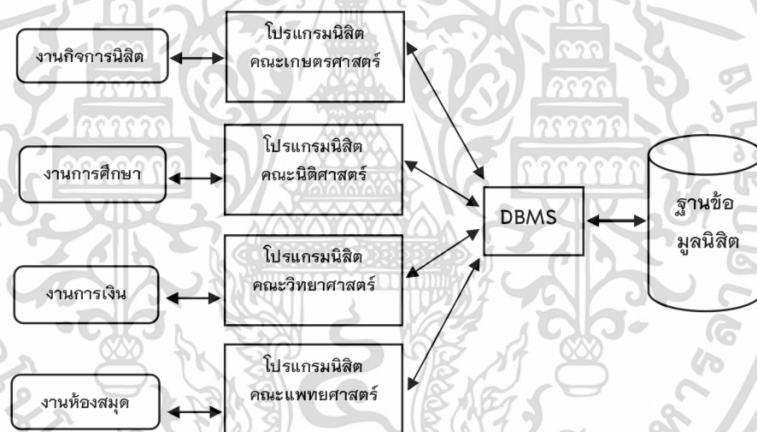 งานกิจการนิสิต
โปรแกรมนิสิต
คณะเกษตรศาสตร์
งานการศึกษา
โปรแกรมนิสิต
คณะนิติศาสตร์
งานการเงิน
โปรแกรมนิสิต
คณะวิทยาศาสตร์
งานห้องสมุด
โปรแกรมนิสิต
คณะแพทยศาสตร์
DBMS
ฐานข้อ
มูลนิสิต